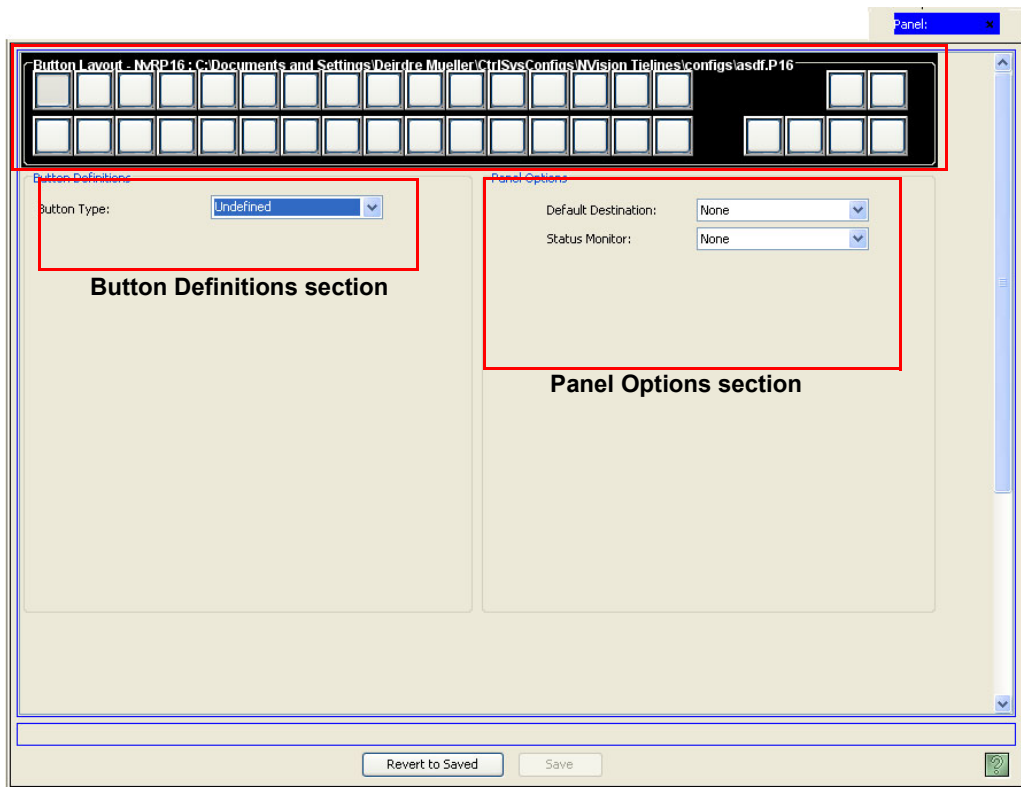 Panel:
Button Layout - NvRP16 : C:\Documents and Settings\Deirdre Mueller\CtrlSysConfigs\NVision Tielines\configs\asdf.P16
Button Definitions
Panel Options
Button Type:
Undefined
Default Destination:
None
Status Monitor:
None
Button Definitions section
Panel Options section
Revert to Saved
Save
?